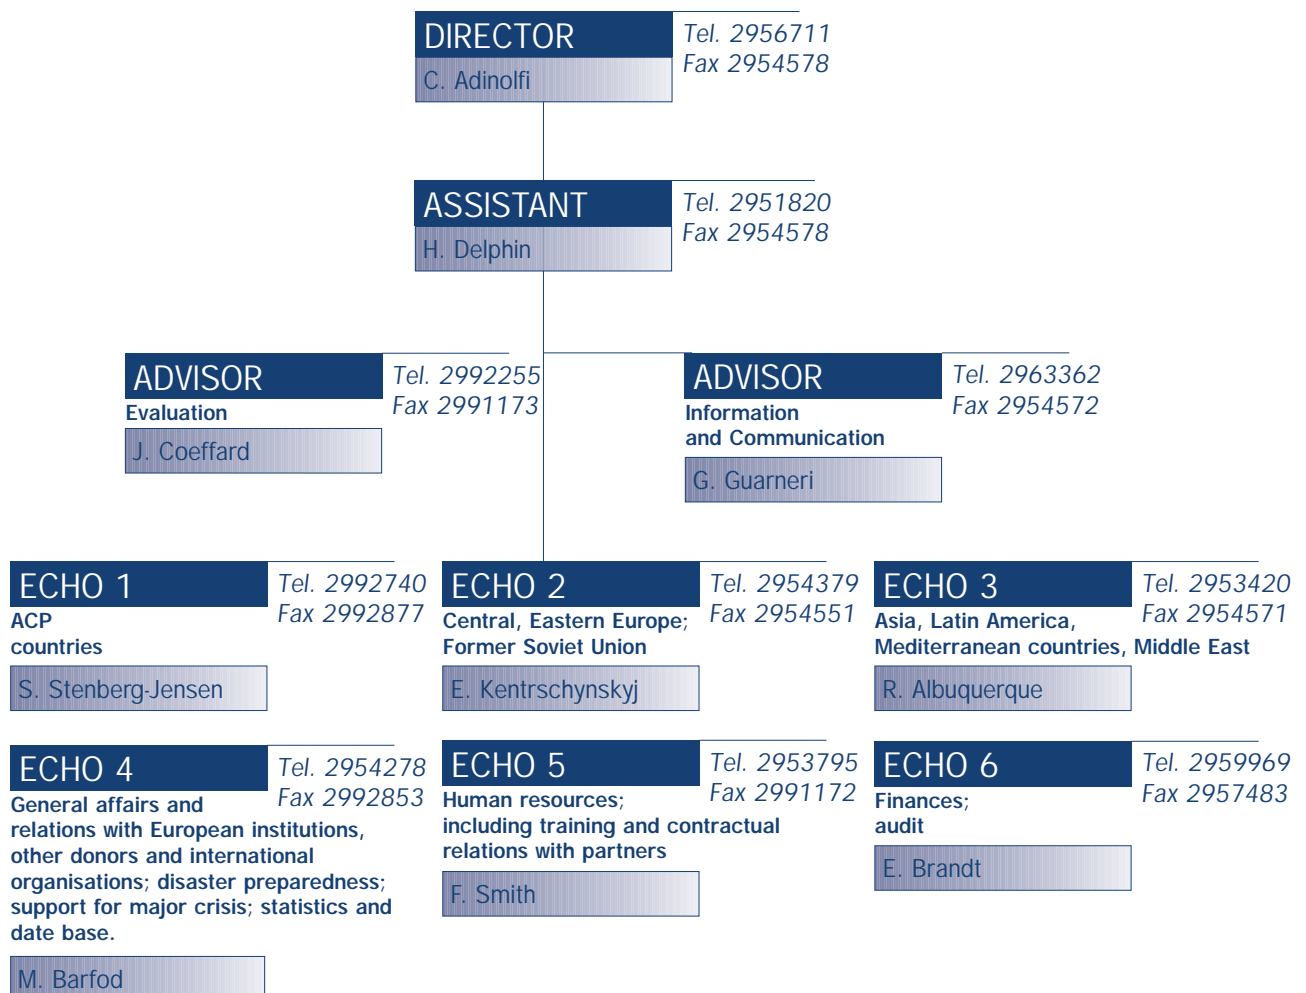 DIRECTOR
Tel. 2956711
Fax 2954578
C. Adinolfi
ASSISTANT
Tel. 2951820
Fax 2954578
H. Delphin
ADVISOR
Tel. 2992255
Fax 2991173
Evaluation
J. Coeffard
ADVISOR
Tel. 2963362
Fax 2954572
Information
and Communication
G. Guarneri
ECHO 1
Tel. 2992740
Fax 2992877
ACP
countries
S. Stenberg-Jensen
ECHO 2
Tel. 2954379
Fax 2954551
Central, Eastern Europe;
Former Soviet Union
E. Kentrschynskyj
ECHO 3
Tel. 2953420
Fax 2954571
Asia, Latin America,
Mediterranean countries, Middle East
R. Albuquerque
ECHO 4
Tel. 2954278
Fax 2992853
General affairs and
relations with European institutions,
other donors and international
organisations; disaster preparedness;
support for major crisis; statistics and
date base.
M. Barfod
ECHO 5
Tel. 2953795
Fax 2991172
Human resources;
including training and contractual
relations with partners
F. Smith
ECHO 6
Tel. 2959969
Fax 2957483
Finances;
audit
E. Brandt